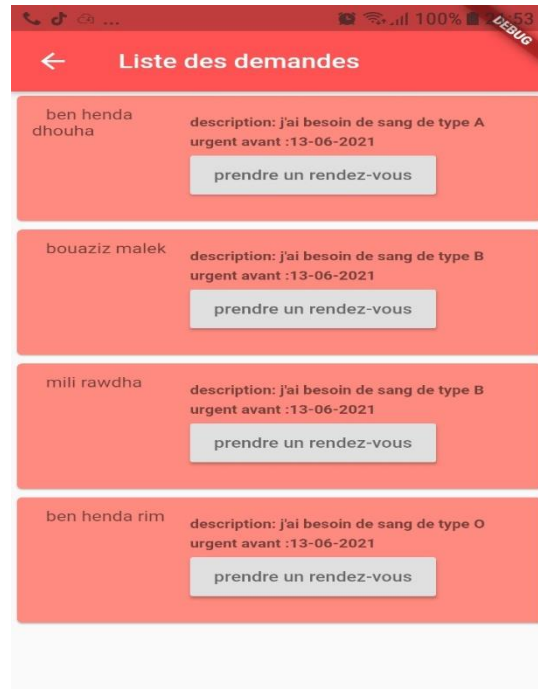 ... 100% 53
DEBUG
Liste des demandes
ben henda
dhouha
description: j'ai besoin de sang de type A
urgent avant :13-06-2021
prendre un rendez-vous
bouaziz malek
description: j'ai besoin de sang de type B
urgent avant :13-06-2021
prendre un rendez-vous
mili rawdha
description: j'ai besoin de sang de type B
urgent avant :13-06-2021
prendre un rendez-vous
ben henda rim
description: j'ai besoin de sang de type O
urgent avant :13-06-2021
prendre un rendez-vous